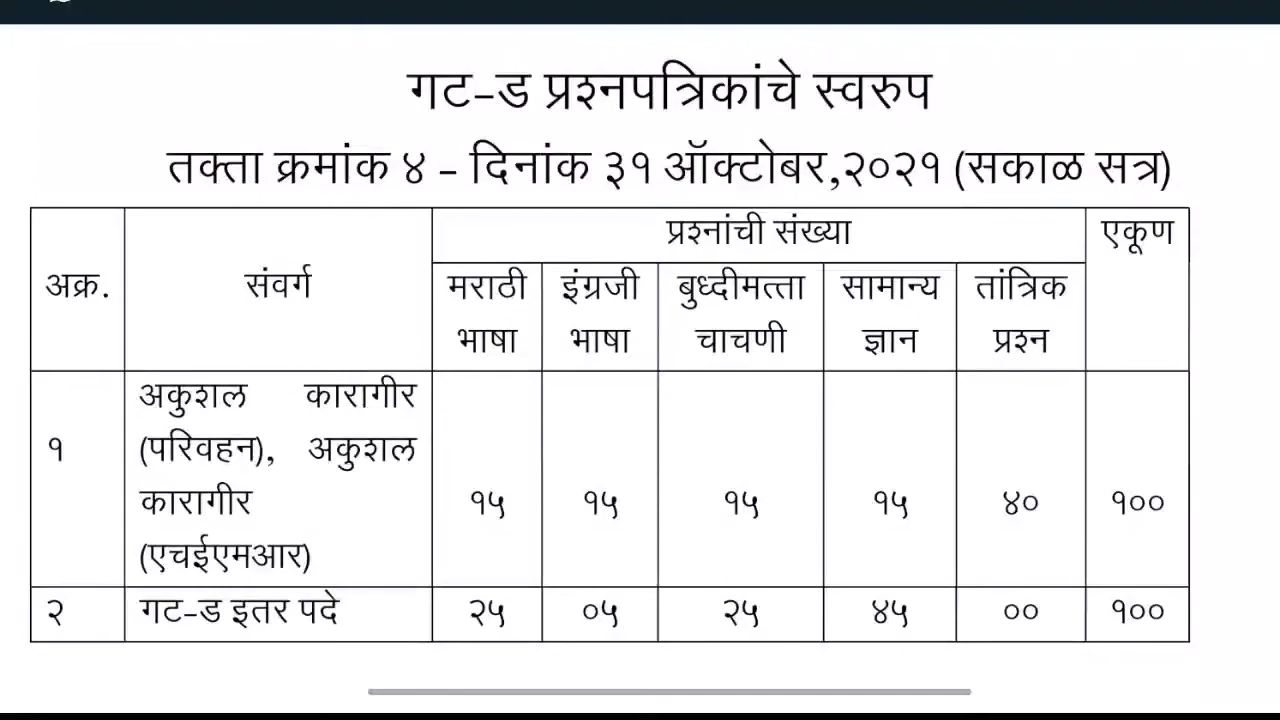 गट-ड प्रश्नपत्रिकांचे स्वरुप
तक्ता क्रमांक ४ - दिनांक ३१ ऑक्टोबर,२०२१ (सकाळ सत्र)
अक्र. संवर्ग प्रश्नांची संख्या एकूण
मराठी भाषा इंग्रजी भाषा बुध्दीमत्ता चाचणी सामान्य ज्ञान तांत्रिक प्रश्न
१ अकुशल कारागीर
(परिवहन), अकुशल
कारागीर १५ १५ १५ १५ ४० १००
(एचईएमआर)
२ गट-ड इतर पदे २५ ०५ २५ ४५ ०० १००